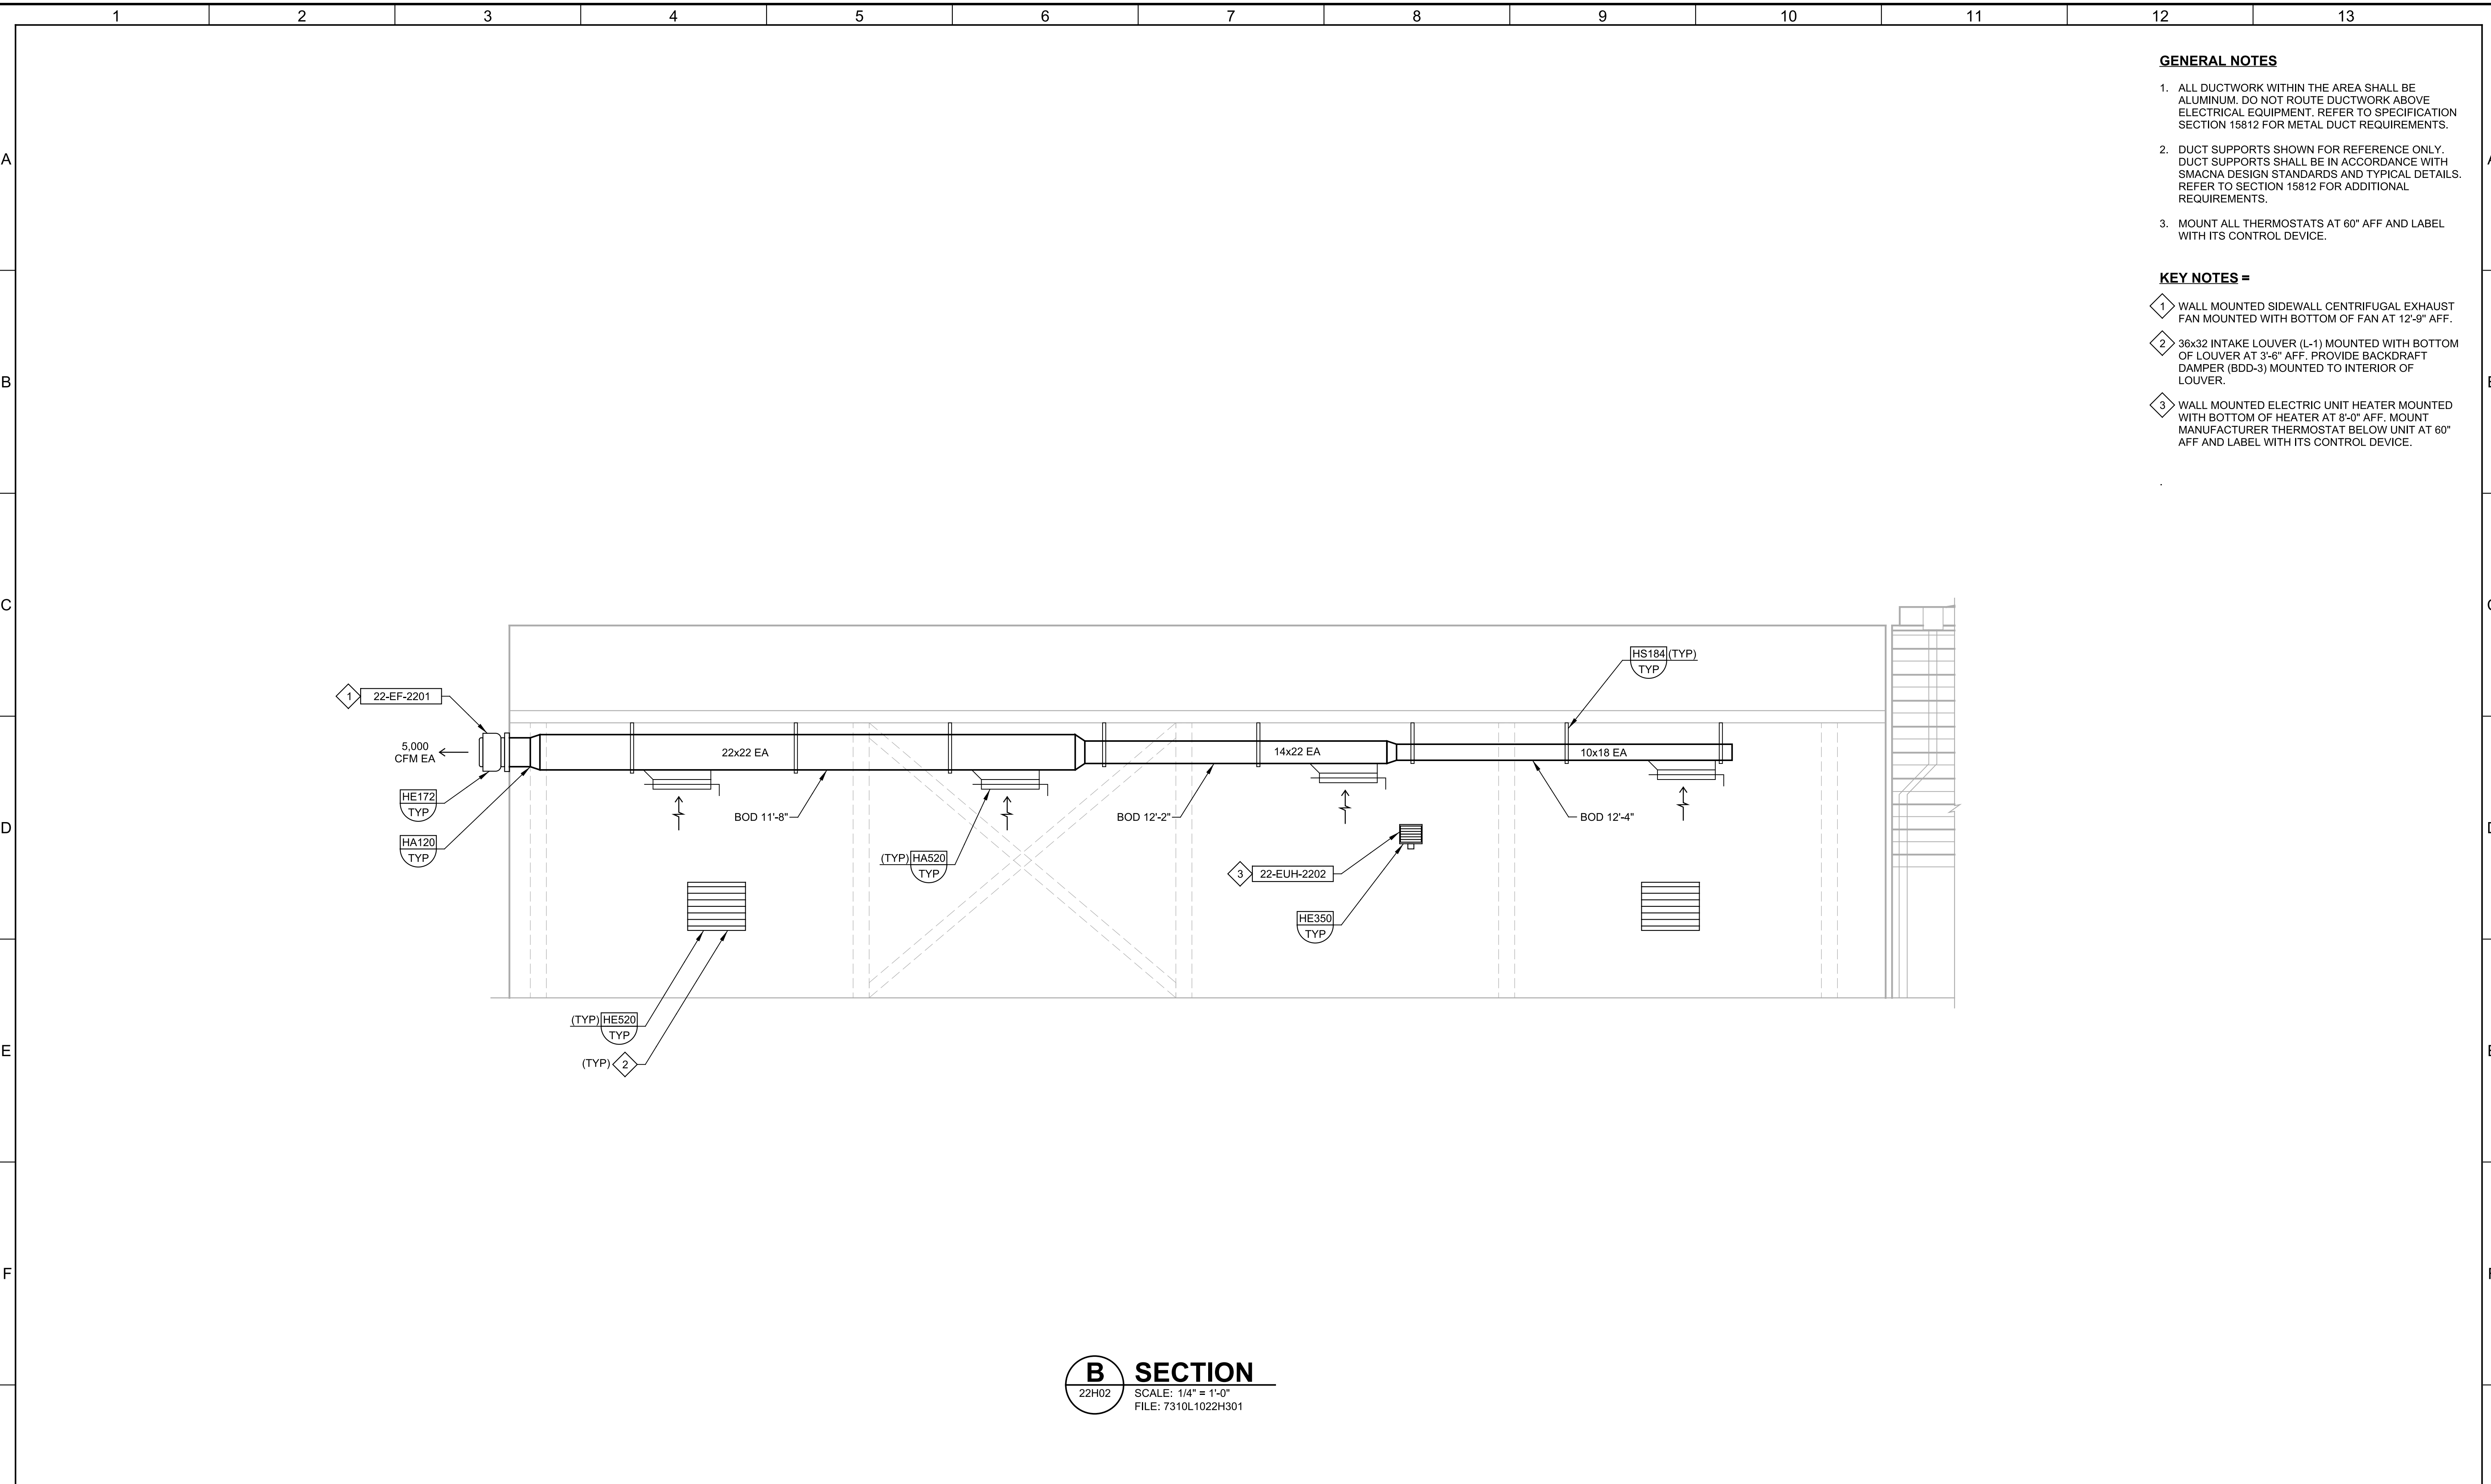 1 2 3 4 5 6 7 8 9 10 11 12 13
GENERAL NOTES
1. ALL DUCTWORK WITHIN THE AREA SHALL BE
ALUMINUM. DO NOT ROUTE DUCTWORK ABOVE
ELECTRICAL EQUIPMENT. REFER TO SPECIFICATION
SECTION 15812 FOR METAL DUCT REQUIREMENTS.
2. DUCT SUPPORTS SHOWN FOR REFERENCE ONLY.
DUCT SUPPORTS SHALL BE IN ACCORDANCE WITH
SMACNA DESIGN STANDARDS AND TYPICAL DETAILS.
REFER TO SECTION 15812 FOR ADDITIONAL
REQUIREMENTS.
3. MOUNT ALL THERMOSTATS AT 60" AFF AND LABEL
WITH ITS CONTROL DEVICE.
KEY NOTES =
1 WALL MOUNTED SIDEWALL CENTRIFUGAL EXHAUST
FAN MOUNTED WITH BOTTOM OF FAN AT 12'-9" AFF.
2 36x32 INTAKE LOUVER (L-1) MOUNTED WITH BOTTOM
OF LOUVER AT 3'-6" AFF. PROVIDE BACKDRAFT
DAMPER (BDD-3) MOUNTED TO INTERIOR OF
LOUVER.
3 WALL MOUNTED ELECTRIC UNIT HEATER MOUNTED
WITH BOTTOM OF HEATER AT 8'-0" AFF. MOUNT
MANUFACTURER THERMOSTAT BELOW UNIT AT 60"
AFF AND LABEL WITH ITS CONTROL DEVICE.
.
A
B
C
D
E
F
HS184 (TYP)
TYP
1 22-EF-2201
5,000
CFM EA
22x22 EA
14x22 EA
10x18 EA
HE172
TYP
BOD 11'-8"
BOD 12'-2"
BOD 12'-4"
HA120
TYP
(TYP) HA520
TYP
3 22-EUH-2202
HE350
TYP
(TYP) HE520
TYP
(TYP) 2
B
22H02
SECTION
SCALE: 1/4" = 1'-0"
FILE: 7310L1022H301